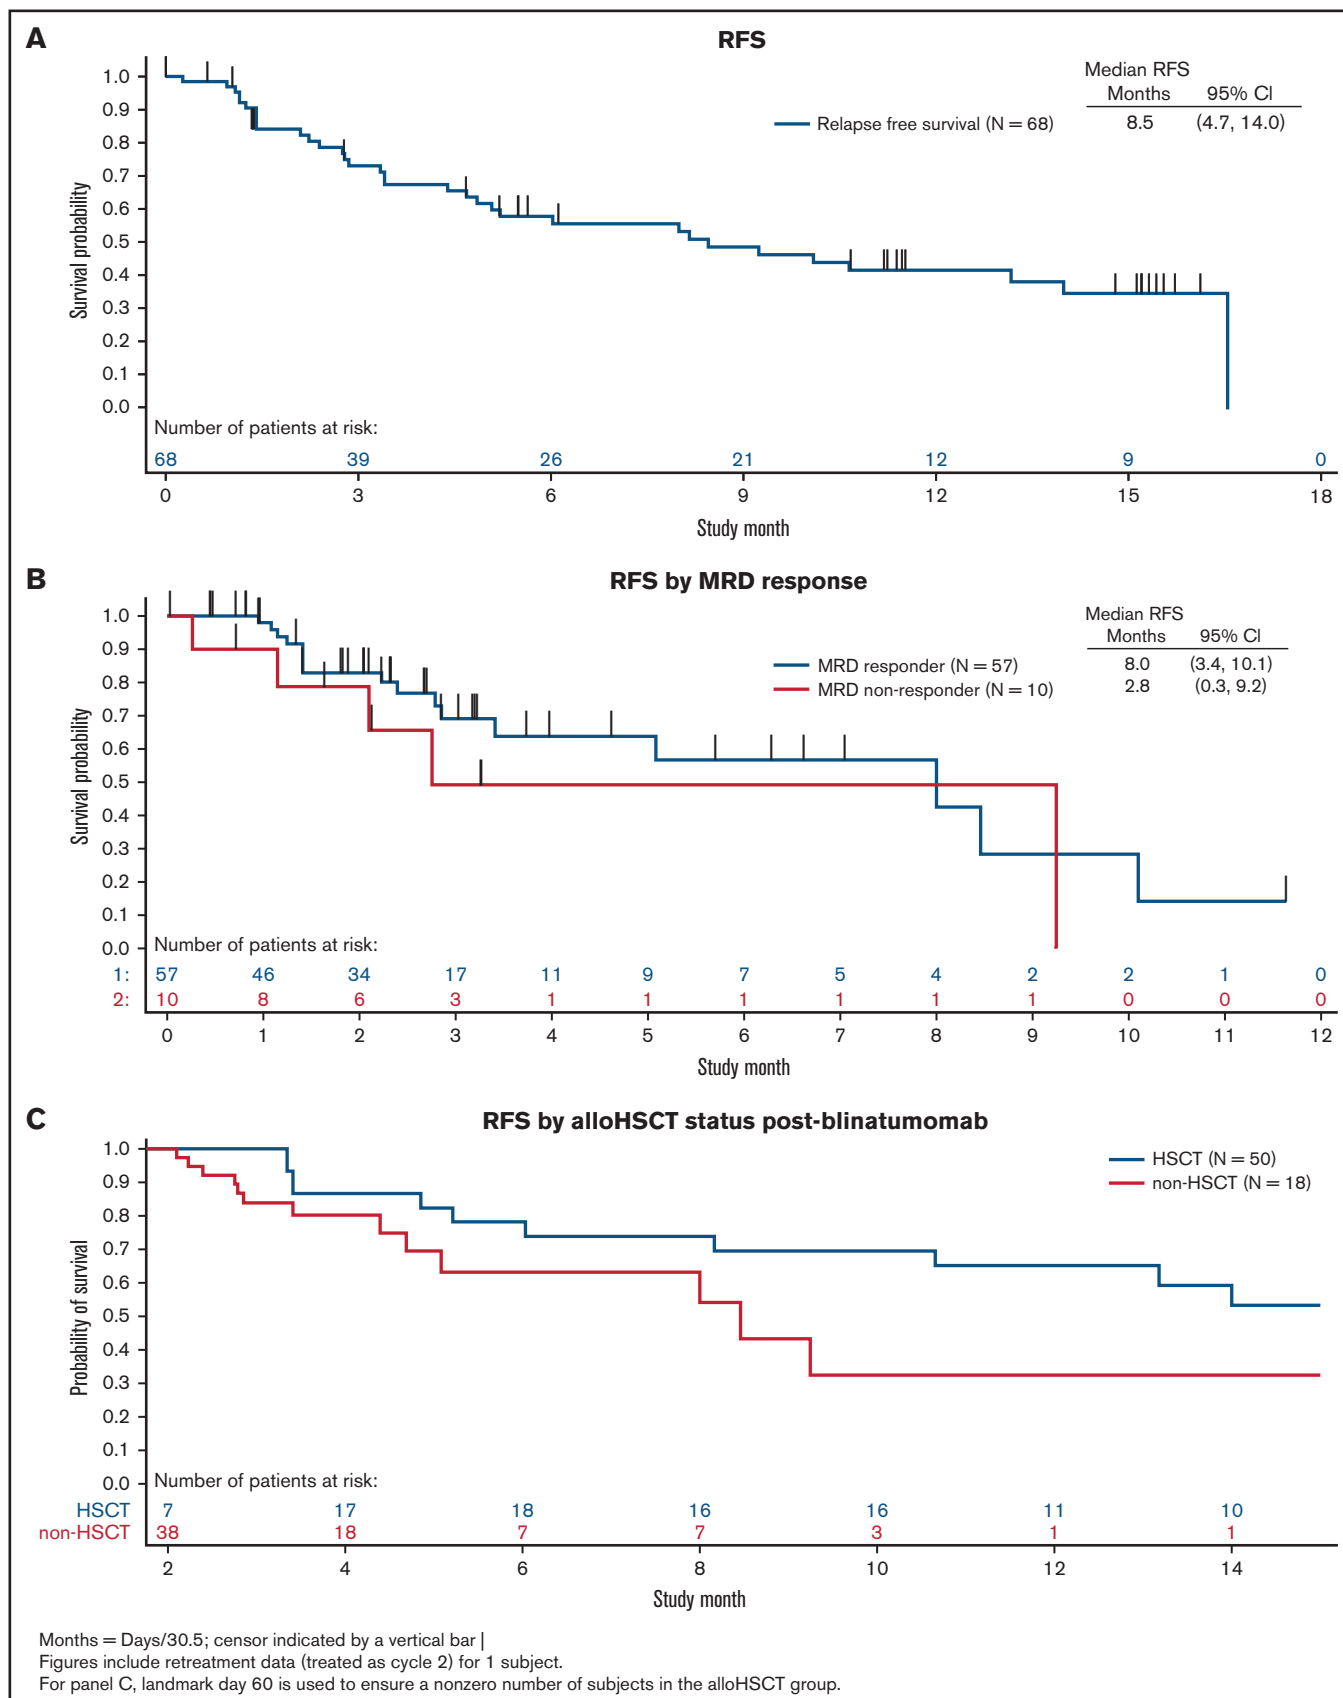 A
RFS
Median RFS
Months 95% CI
Relapse free survival (N = 68) 8.5 (4.7, 14.0)
Survival probability
1.0
0.9
0.8
0.7
0.6
0.5
0.4
0.3
0.2
0.1
0.0
Number of patients at risk:
68 39 26 21 12 9 0
0 3 6 9 12 15 18
Study month
B
RFS by MRD response
Median RFS
Months 95% CI
MRD responder (N = 57) 8.0 (3.4, 10.1)
MRD non-responder (N = 10) 2.8 (0.3, 9.2)
Survival probability
1.0
0.9
0.8
0.7
0.6
0.5
0.4
0.3
0.2
0.1
0.0
Number of patients at risk:
1: 57 46 34 17 11 9 7 5 4 2 2 1 0
2: 10 8 6 3 1 1 1 1 1 1 0 0 0
0 1 2 3 4 5 6 7 8 9 10 11 12
Study month
C
RFS by alloHSCT status post-blinatumomab
HSCT (N = 50)
non-HSCT (N = 18)
Probability of survival
1.0
0.9
0.8
0.7
0.6
0.5
0.4
0.3
0.2
0.1
0.0
Number of patients at risk:
HSCT 7 17 18 16 16 11 10
non-HSCT 38 18 7 7 3 1 1
2 4 6 8 10 12 14
Study month
Months = Days/30.5; censor indicated by a vertical bar |
Figures include retreatment data (treated as cycle 2) for 1 subject.
For panel C, landmark day 60 is used to ensure a nonzero number of subjects in the alloHSCT group.